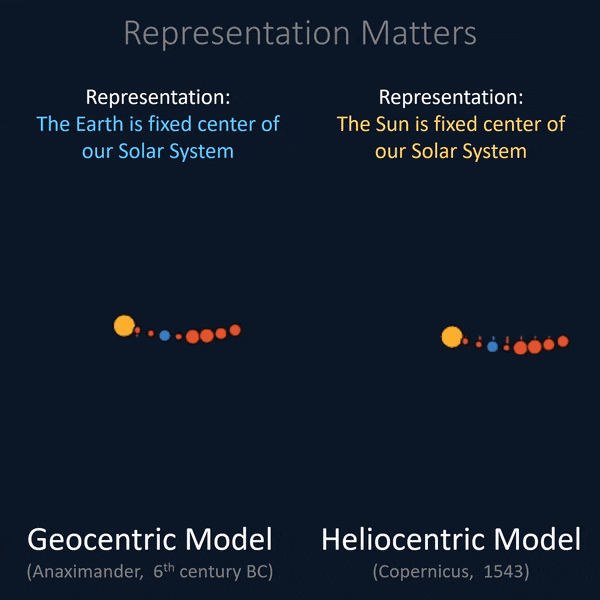 Representation Matters
Representation:
The Earth is fixed center of
our Solar System
Representation:
The Sun is fixed center of
our Solar System
Geocentric Model
(Anaximander, 6th century BC)
Heliocentric Model
(Copernicus, 1543)